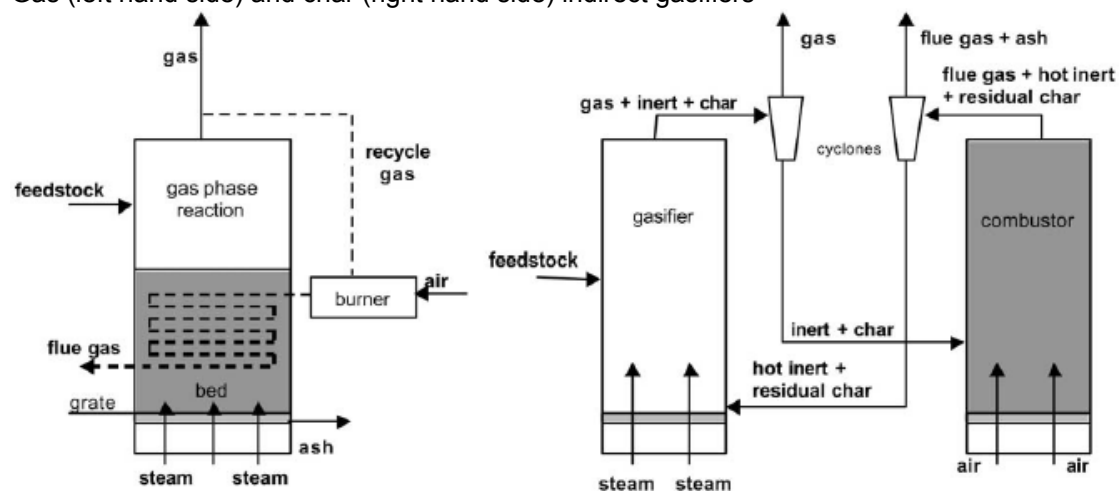 Gas (left hand side) and char (right hand side) indirect gasifiers
gas
recycle
gas
feedstock
gas phase
reaction
burner
air
flue gas
bed
grate
ash
steam
steam
gas
flue gas + ash
gas + inert + char
flue gas + hot inert
+ residual char
cyclones
gasifier
combustor
feedstock
inert + char
hot inert +
residual char
steam
steam
air
air